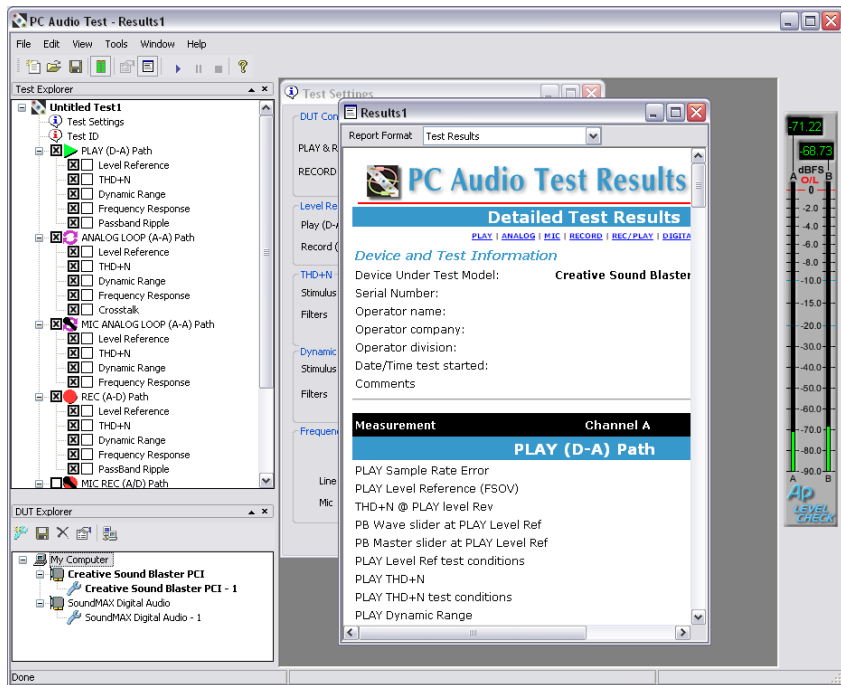 PC Audio Test - Results1
File Edit View Tools Window Help
Test Explorer
Untitled Test1
Test Settings
Test ID
PLAY (D-A) Path
Level Reference
THD+N
Dynamic Range
Frequency Response
Passband Ripple
ANALOG LOOP (A-A) Path
Level Reference
THD+N
Dynamic Range
Frequency Response
Crosstalk
MIC ANALOG LOOP (A-A) Path
Level Reference
THD+N
Dynamic Range
Frequency Response
REC (A-D) Path
Level Reference
THD+N
Dynamic Range
Frequency Response
PassBand Ripple
MIC REC (A/D) Path
DUT Explorer
My Computer
Creative Sound Blaster PCI
Creative Sound Blaster PCI - 1
SoundMAX Digital Audio
SoundMAX Digital Audio - 1
Done
Test Settings
DUT Con
PLAY & R
RECORD
Level Re
Play (D-
Record (
THD+N
Stimulus
Filters
Dynamic
Stimulus
Filters
Frequen
Line
Mic
Results1
Report Format Test Results
PC Audio Test Results
Detailed Test Results
PLAY | ANALOG | MIC | RECORD | REC/PLAY | DIGITA
Device and Test Information
Device Under Test Model: Creative Sound Blaster
Serial Number:
Operator name:
Operator company:
Operator division:
Date/Time test started:
Comments
Measurement Channel A
PLAY (D-A) Path
PLAY Sample Rate Error
PLAY Level Reference (FSOV)
THD+N @ PLAY level Rev
PB Wave slider at PLAY Level Ref
PB Master slider at PLAY Level Ref
PLAY Level Ref test conditions
PLAY THD+N
PLAY THD+N test conditions
PLAY Dynamic Range
-71.22
-68.73
dBFS
A O/L B
0
-2.0
-4.0
-6.0
-8.0
-10.0
-15.0
-20.0
-30.0
-40.0
-50.0
-60.0
-70.0
-80.0
-90.0
A B
Ap
LEVEL
CHECK